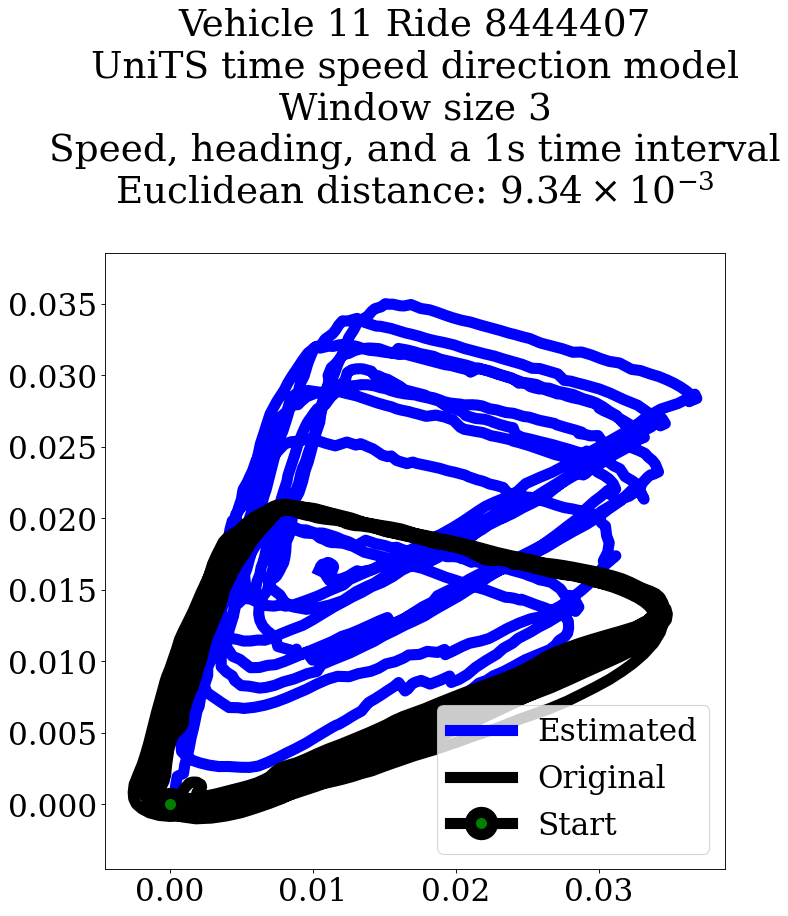 Vehicle 11 Ride 8444407
UniTS time speed direction model
Window size 3
Speed, heading, and a 1s time interval
Euclidean distance: 9.34 × 10⁻³
0.035
0.030
0.025
0.020
0.015
0.010
0.005
0.000
Estimated
Original
Start
0.00 0.01 0.02 0.03